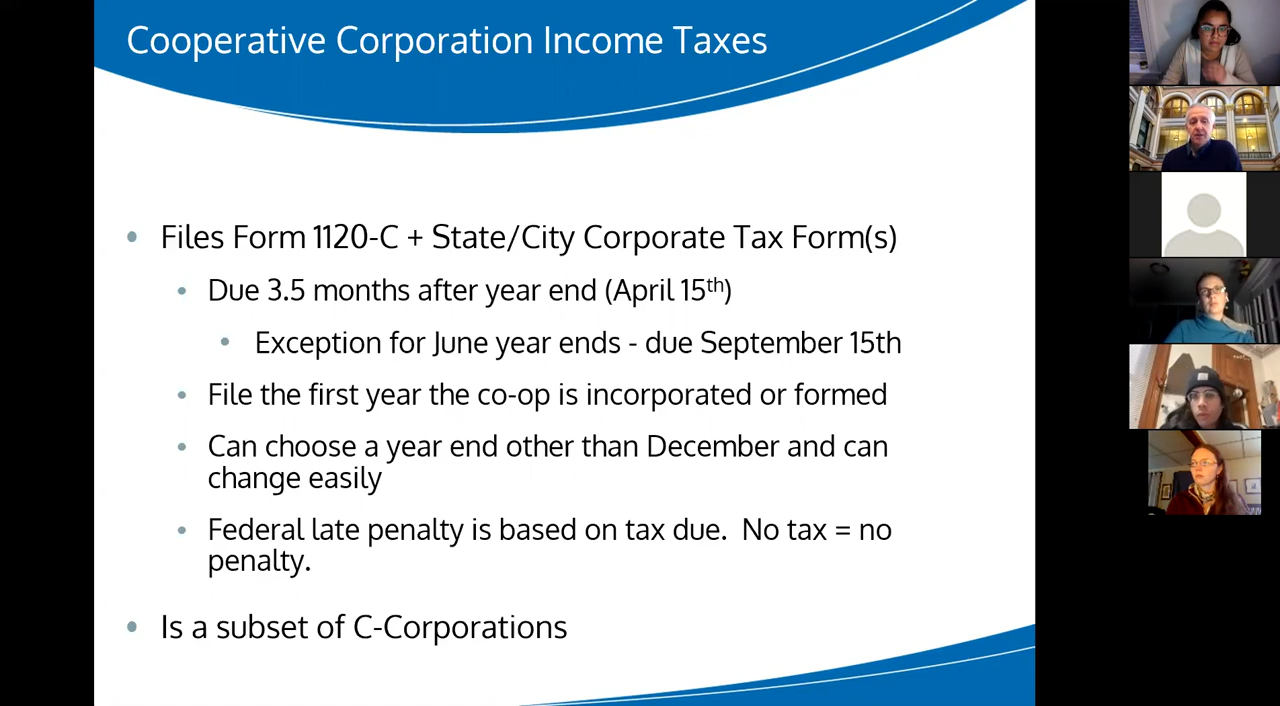 Cooperative Corporation Income Taxes
• Files Form 1120-C + State/City Corporate Tax Form(s)
• Due 3.5 months after year end (April 15th)
• Exception for June year ends - due September 15th
• File the first year the co-op is incorporated or formed
• Can choose a year end other than December and can
change easily
• Federal late penalty is based on tax due.  No tax = no
penalty.
• Is a subset of C-Corporations